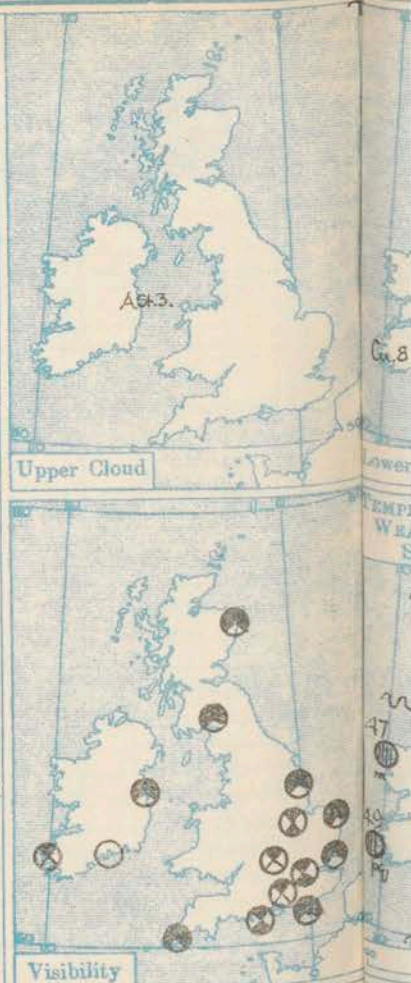 A.St.3.
Cu.8
Upper Cloud
Lower
TEMP
WEA
S
47
m
49
Visibility